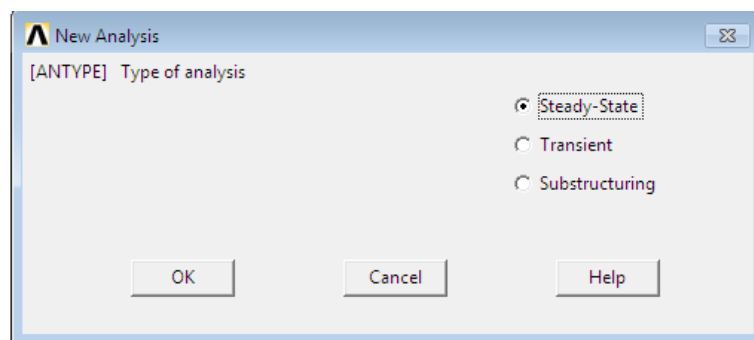 New Analysis
[ANTYPE] Type of analysis
Steady-State
Transient
Substructuring
OK Cancel Help